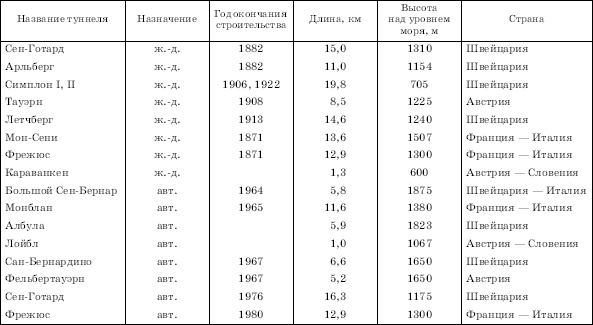 Название туннеля Назначение Год окончания строительства Длина, км Высота над уровнем моря, м Страна
Сен-Готард ж.-д. 1882 15,0 1310 Швейцария
Арльберг ж.-д. 1882 11,0 1154 Швейцария
Симплон I, II ж.-д. 1906, 1922 19,8 705 Швейцария
Тауэрн ж.-д. 1908 8,5 1225 Австрия
Летчберг ж.-д. 1913 14,6 1240 Швейцария
Мон-Сени ж.-д. 1871 13,6 1507 Франция — Италия
Фрежюс ж.-д. 1871 12,9 1300 Франция — Италия
Караванкен ж.-д. 1,3 600 Австрия — Словения
Большой Сен-Бернар авт. 1964 5,8 1875 Швейцария — Италия
Монблан авт. 1965 11,6 1380 Франция — Италия
Албула авт. 5,9 1823 Швейцария
Лойбл авт. 1,0 1067 Австрия — Словения
Сан-Бернардино авт. 1967 6,6 1650 Швейцария
Фельбертауэрн авт. 1967 5,2 1650 Австрия
Сен-Готард авт. 1976 16,3 1175 Швейцария
Фрежюс авт. 1980 12,9 1300 Франция — Италия